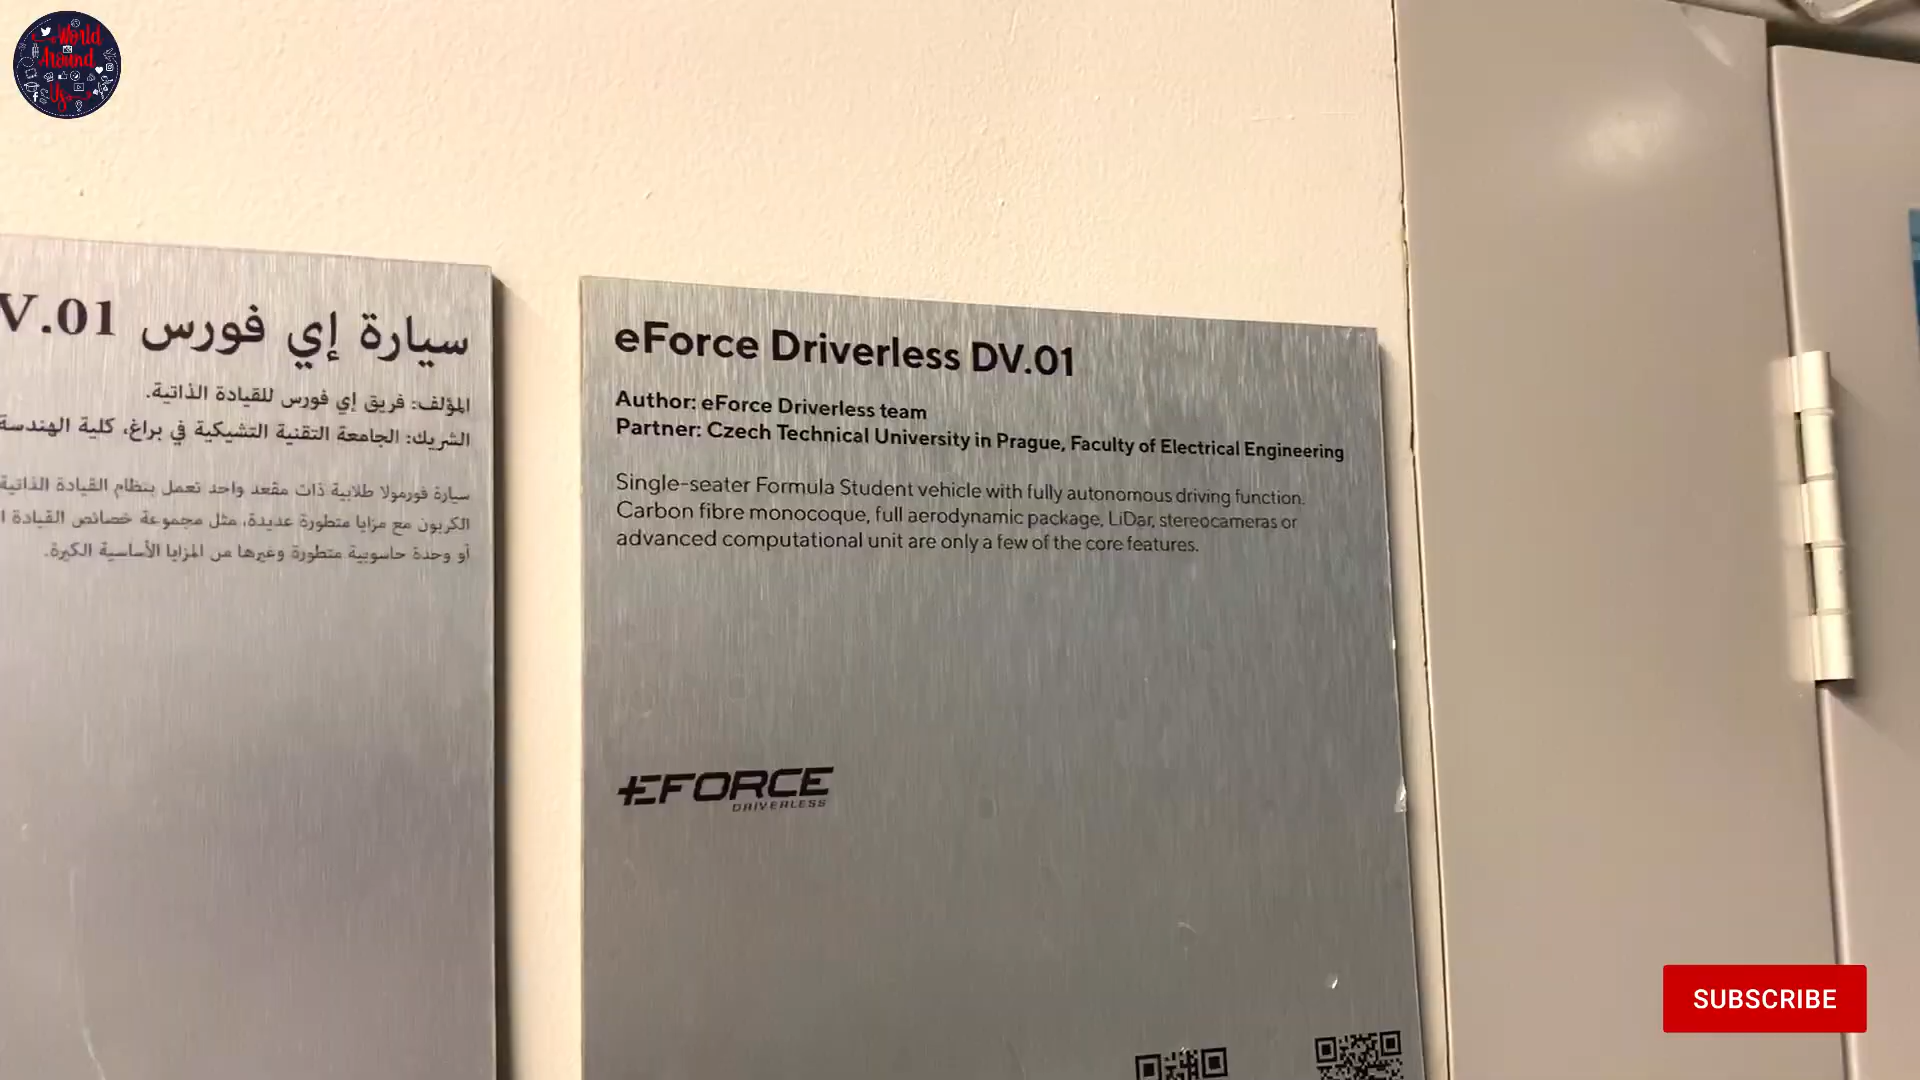 World
Around
Us
سيارة إي فورس V.01
المؤلف: فريق إي فورس للقيادة الذاتية.
الشريك: الجامعة التقنية التشيكية في براغ، كلية الهندسة
سيارة فورمولا طلابية ذات مقعد واحد تعمل بنظام القيادة الذاتية
الكربون مع مزايا متطورة عديدة، مثل مجموعة خصائص القيادة
أو وحدة حاسوبية متطورة وغيرها من المزايا الأساسية الكثيرة.
eForce Driverless DV.01
Author: eForce Driverless team
Partner: Czech Technical University in Prague, Faculty of Electrical Engineering
Single-seater Formula Student vehicle with fully autonomous driving function.
Carbon fibre monocoque, full aerodynamic package, LiDar, stereocameras or
advanced computational unit are only a few of the core features.
EFORCE
DRIVERLESS
SUBSCRIBE